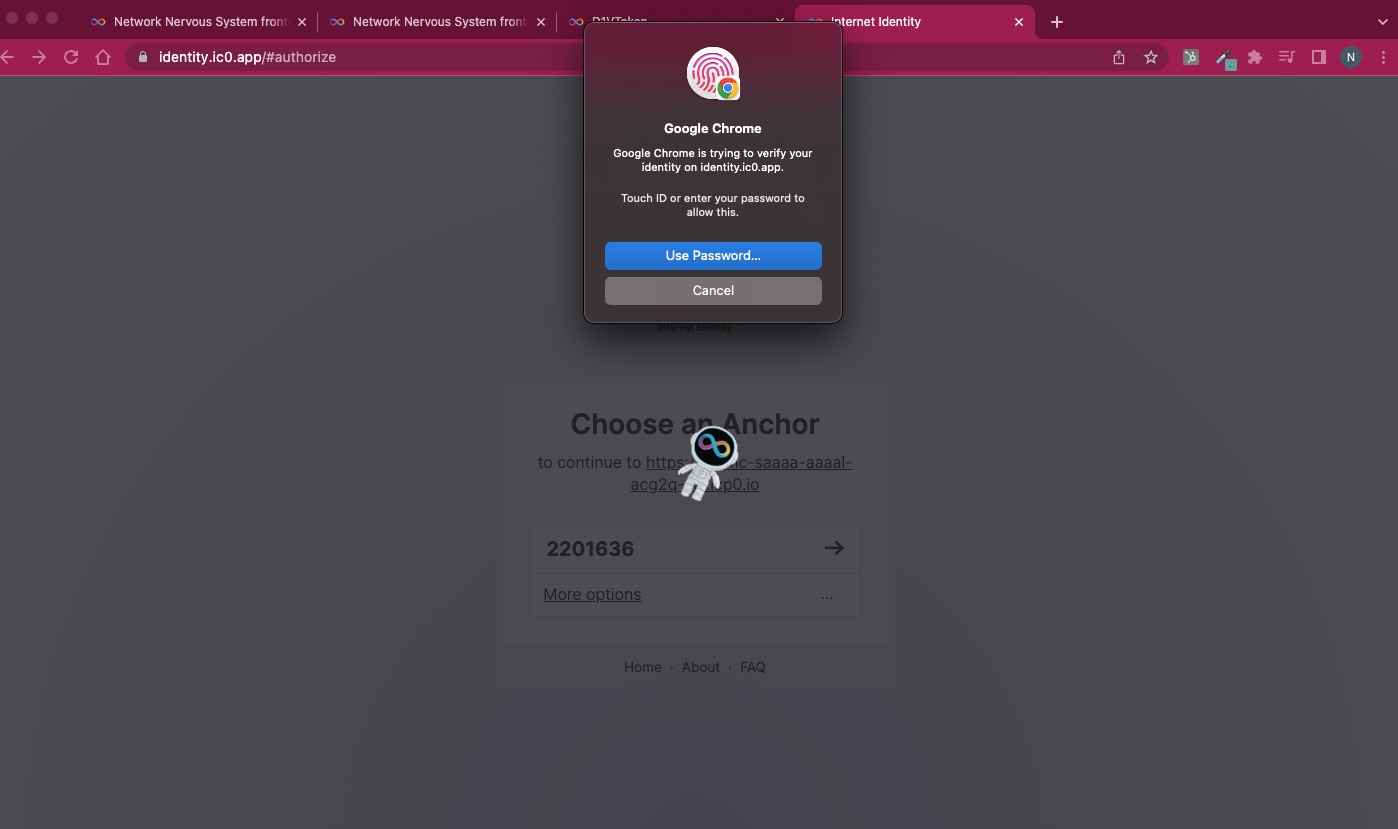 Network Nervous System front
Network Nervous System front
D1VToken
Internet Identity
identity.ic0.app/#authorize
N
Google Chrome
Google Chrome is trying to verify your
identity on identity.ic0.app.
Touch ID or enter your password to
allow this.
Use Password...
Cancel
Internet Identity
Choose an Anchor
to continue to https ic-saaaa-aaaal-
acg2q- p0.io
2201636
More options
...
Home · About · FAQ